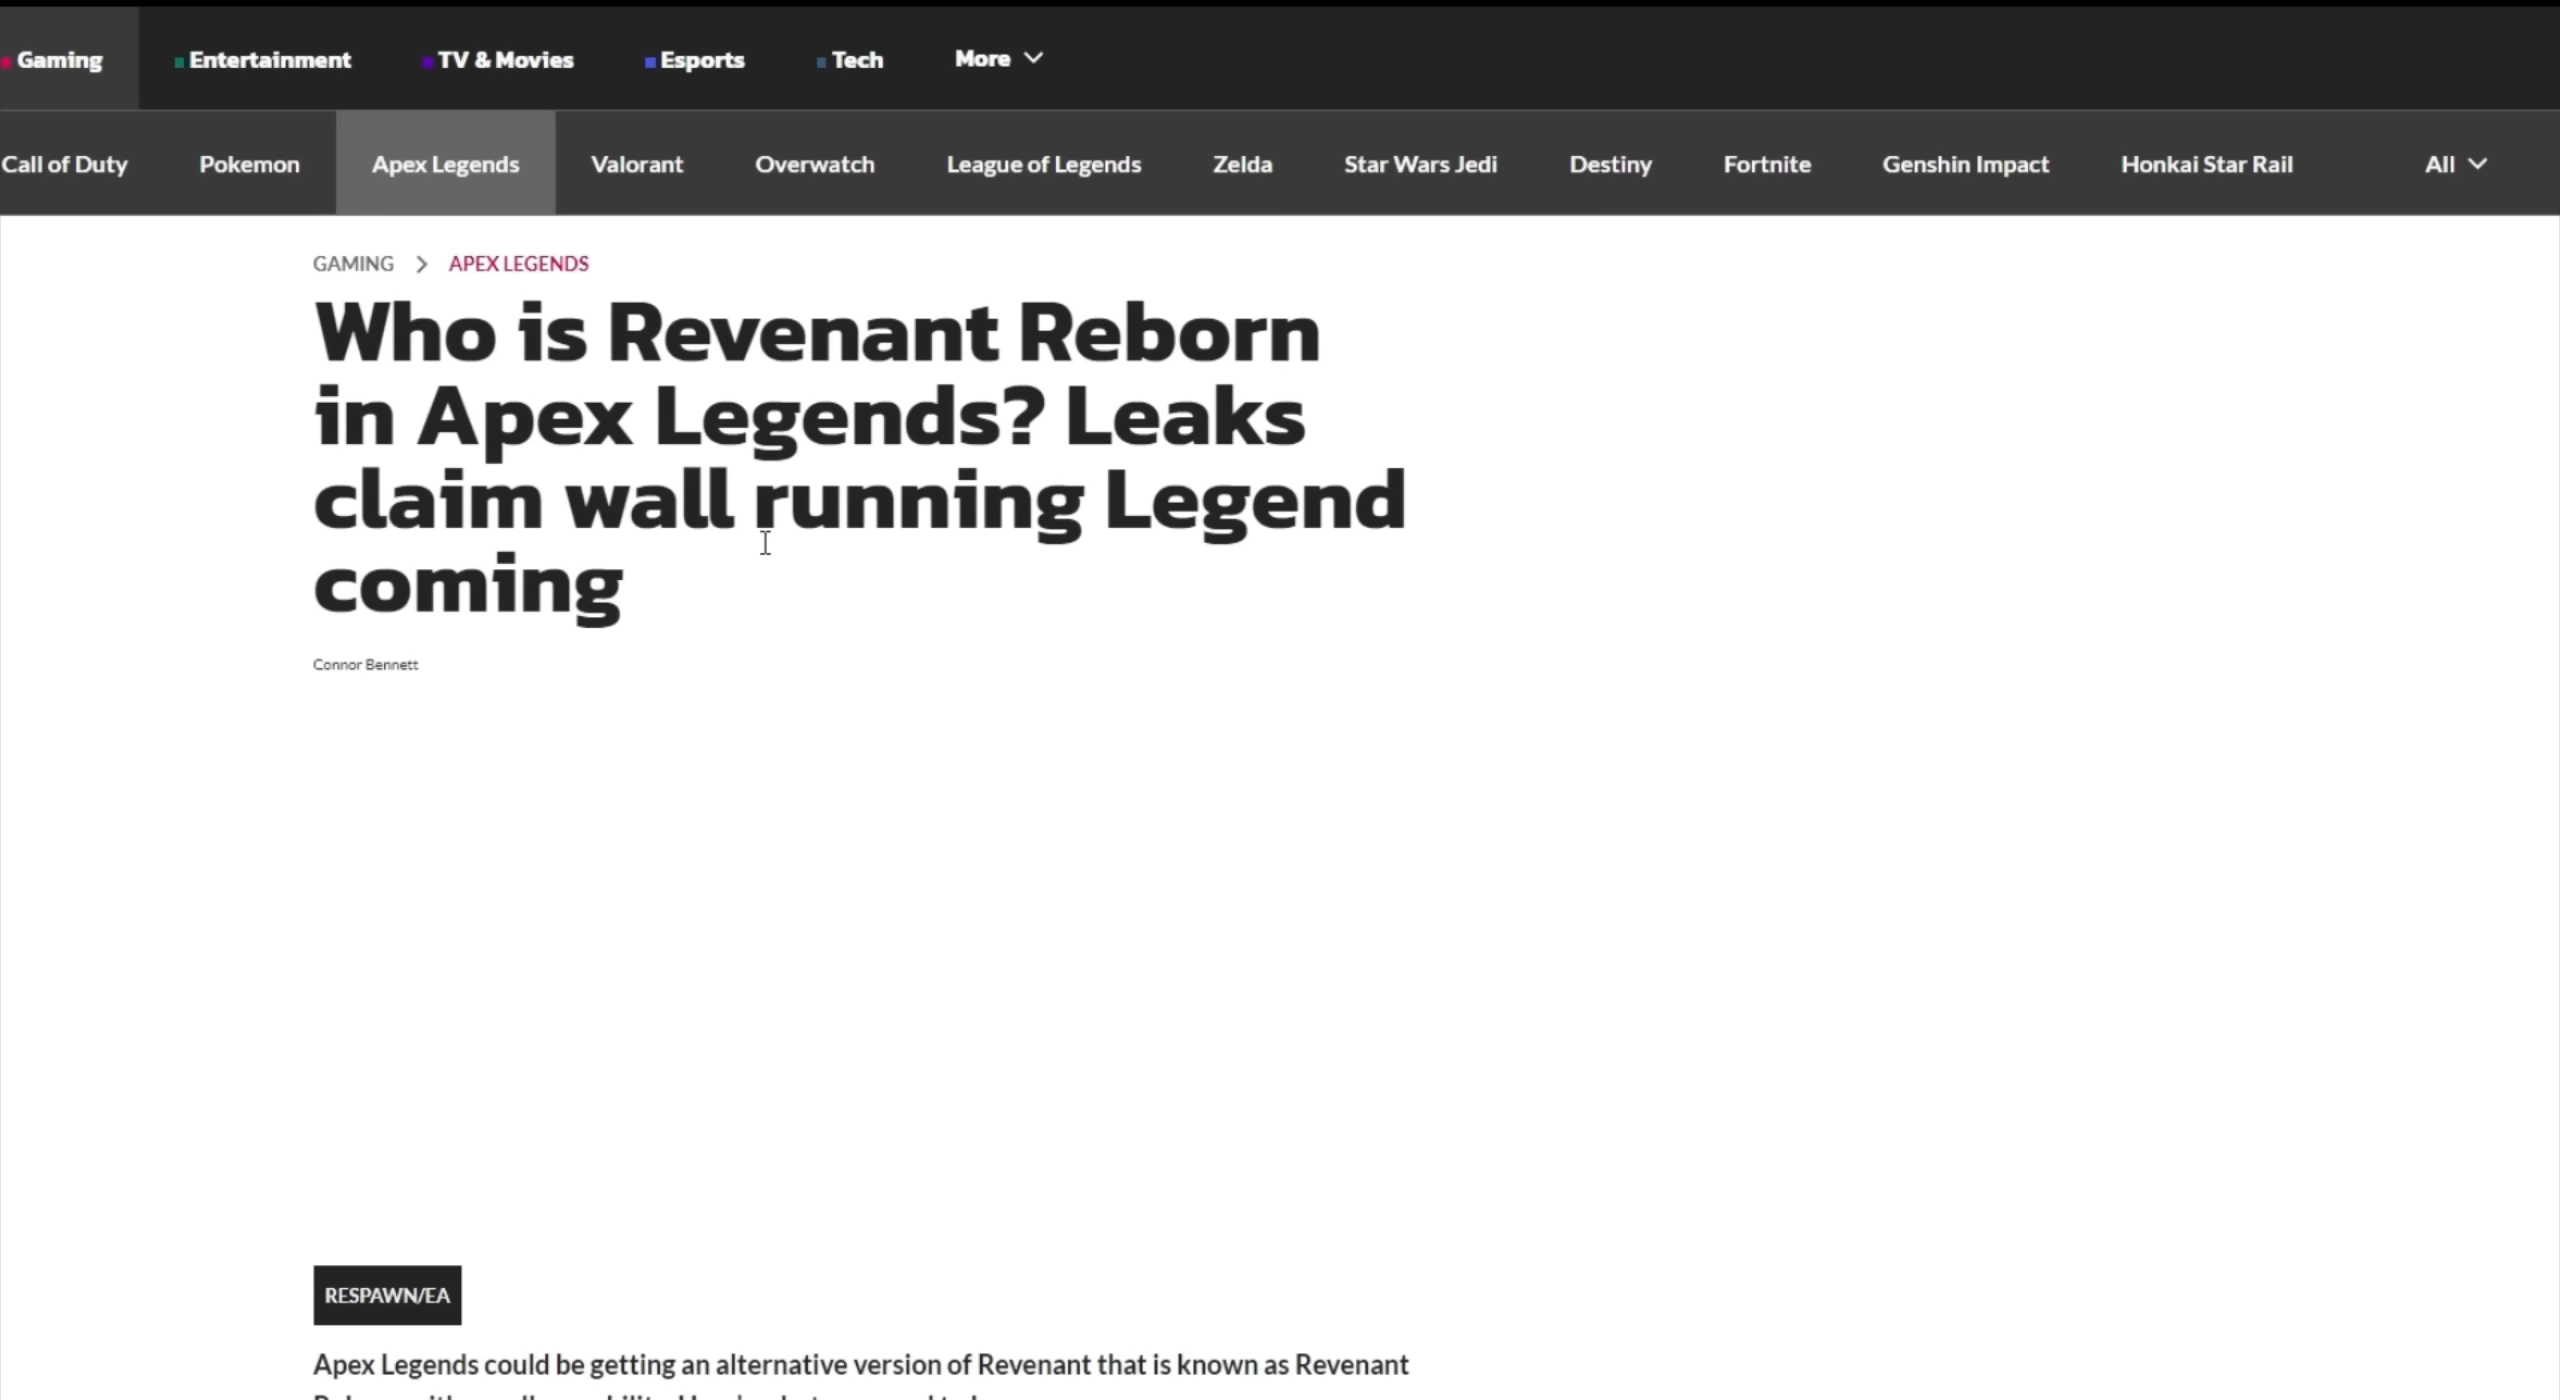 Gaming Entertainment TV & Movies Esports Tech More
Call of Duty Pokemon Apex Legends Valorant Overwatch League of Legends Zelda Star Wars Jedi Destiny Fortnite Genshin Impact Honkai Star Rail All
GAMING > APEX LEGENDS
Who is Revenant Reborn
in Apex Legends? Leaks
claim wall running Legend
coming
Connor Bennett
RESPAWN/EA
Apex Legends could be getting an alternative version of Revenant that is known as Revenant